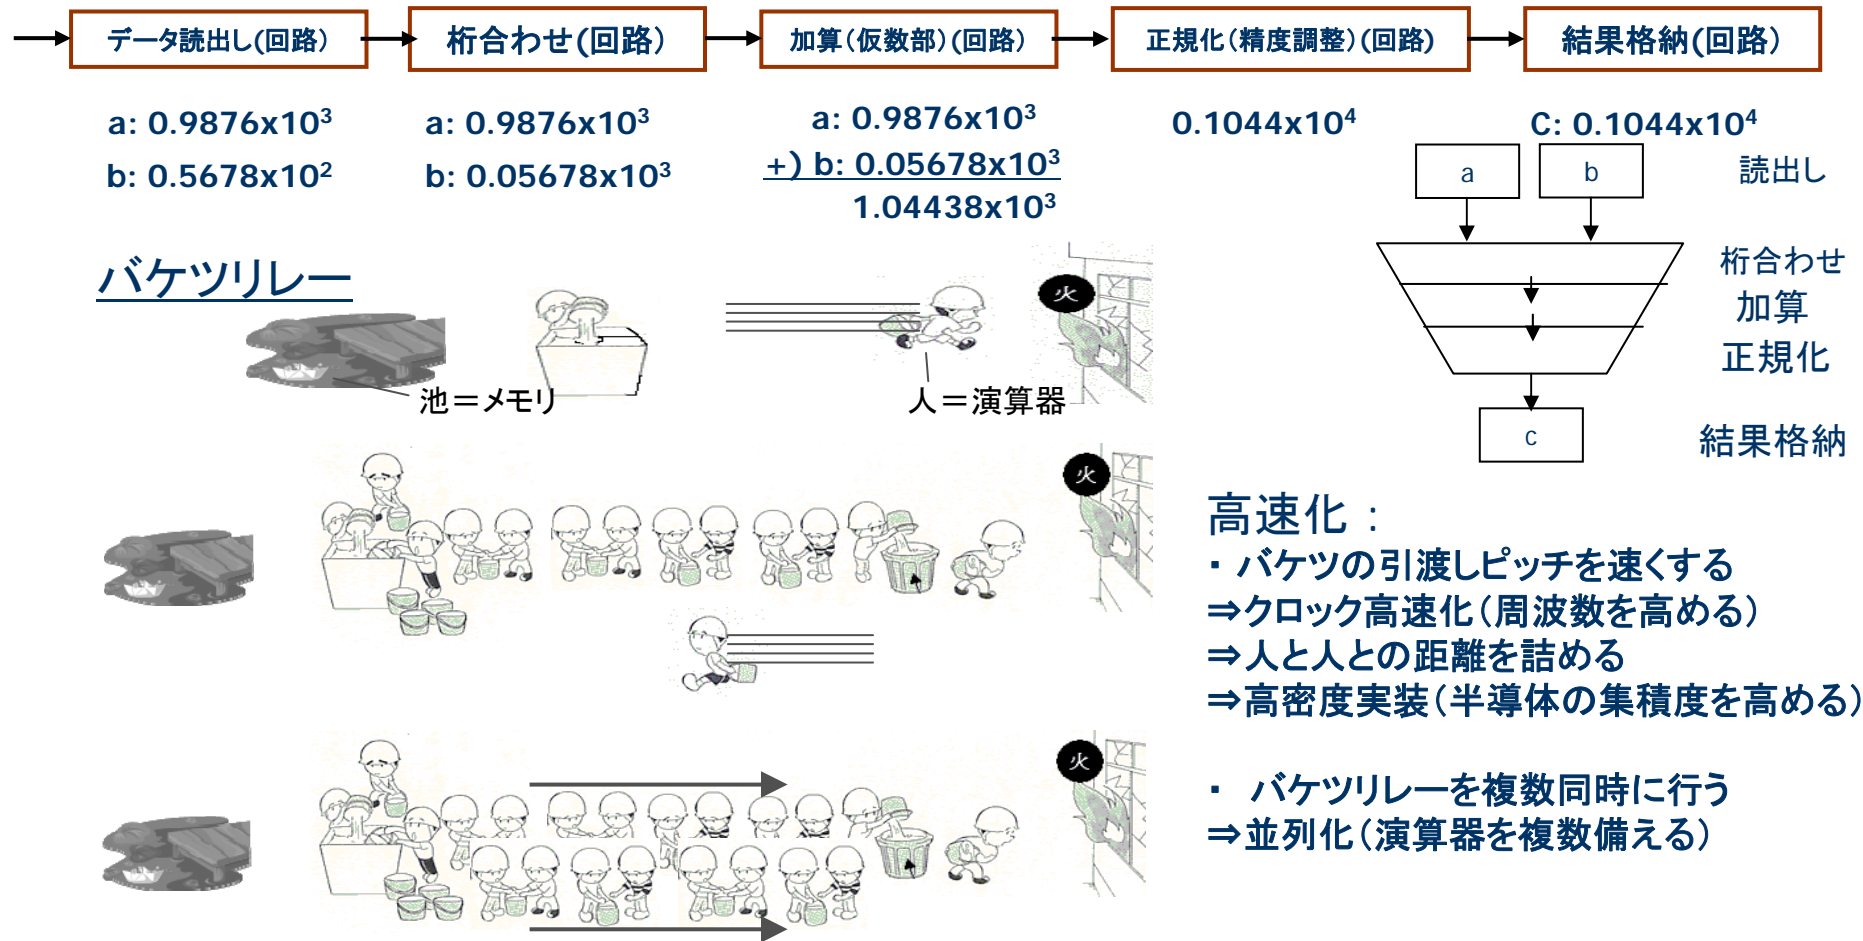 データ読出し(回路)
桁合わせ(回路)
加算(仮数部)(回路)
正規化(精度調整)(回路)
結果格納(回路)
a: 0.9876x10³
b: 0.5678x10²
a: 0.9876x10³
b: 0.05678x10³
a: 0.9876x10³
+) b: 0.05678x10³
1.04438x10³
0.1044x10⁴
C: 0.1044x10⁴
a
b
読出し
桁合わせ
加算
正規化
c
結果格納
バケツリレー
火
池=メモリ
人=演算器
火
火
高速化:
・ バケツの引渡しピッチを速くする
⇒クロック高速化(周波数を高める)
⇒人と人との距離を詰める
⇒高密度実装(半導体の集積度を高める)
・ バケツリレーを複数同時に行う
⇒並列化(演算器を複数備える)